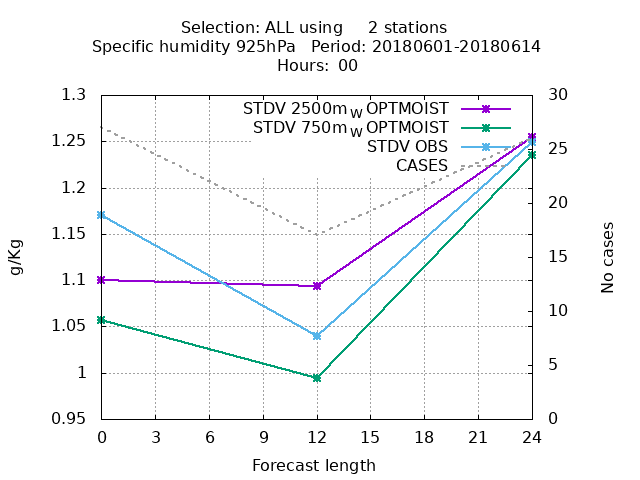 Selection: ALL using 2 stations
Specific humidity 925hPa Period: 20180601-20180614
Hours: 00
1.3
1.25
1.2
1.15
1.1
1.05
1
0.95
g/Kg
STDV 2500m_W OPTMOIST
STDV 750m_W OPTMOIST
STDV OBS
CASES
30
25
20
15
10
5
0
No cases
0 3 6 9 12 15 18 21 24
Forecast length